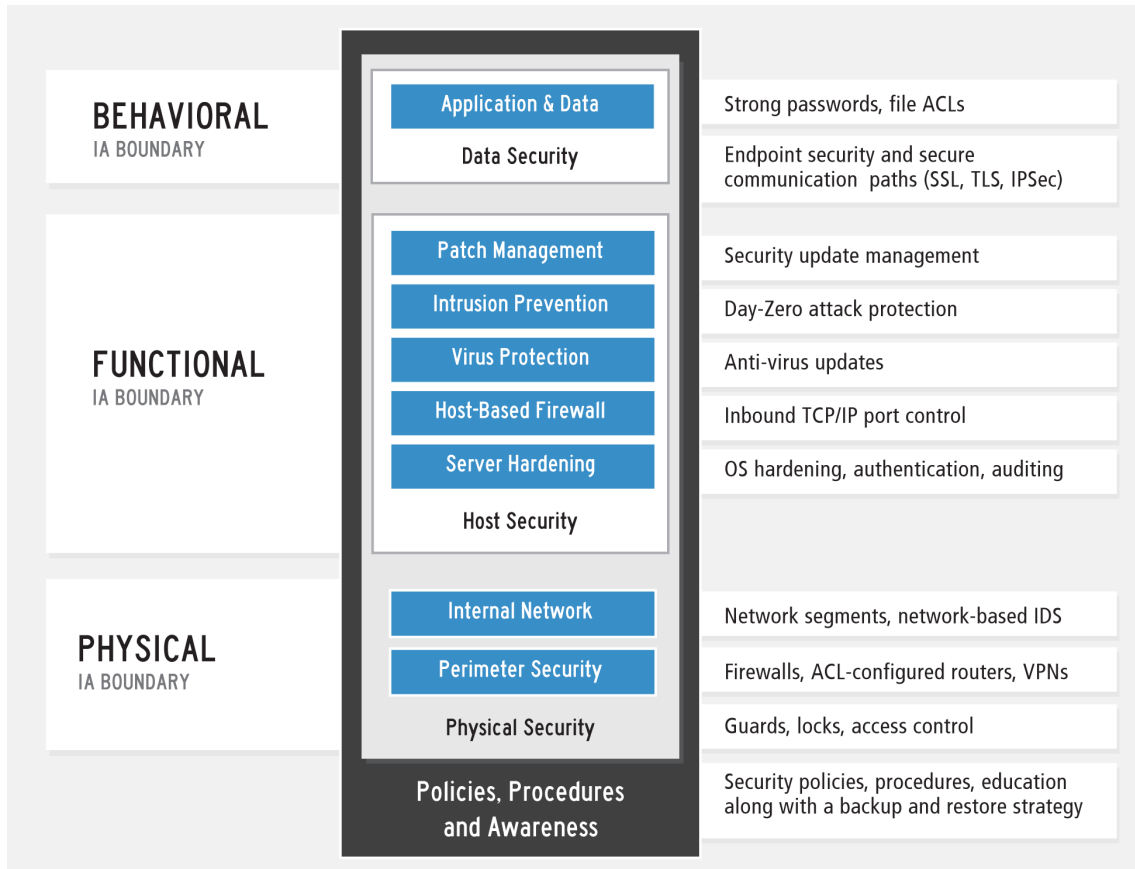 BEHAVIORAL
IA BOUNDARY
Application & Data
Data Security
Strong passwords, file ACLs
Endpoint security and secure
communication paths (SSL, TLS, IPSec)
FUNCTIONAL
IA BOUNDARY
Patch Management
Intrusion Prevention
Virus Protection
Host-Based Firewall
Server Hardening
Host Security
Security update management
Day-Zero attack protection
Anti-virus updates
Inbound TCP/IP port control
OS hardening, authentication, auditing
PHYSICAL
IA BOUNDARY
Internal Network
Perimeter Security
Physical Security
Network segments, network-based IDS
Firewalls, ACL-configured routers, VPNs
Guards, locks, access control
Policies, Procedures
and Awareness
Security policies, procedures, education
along with a backup and restore strategy